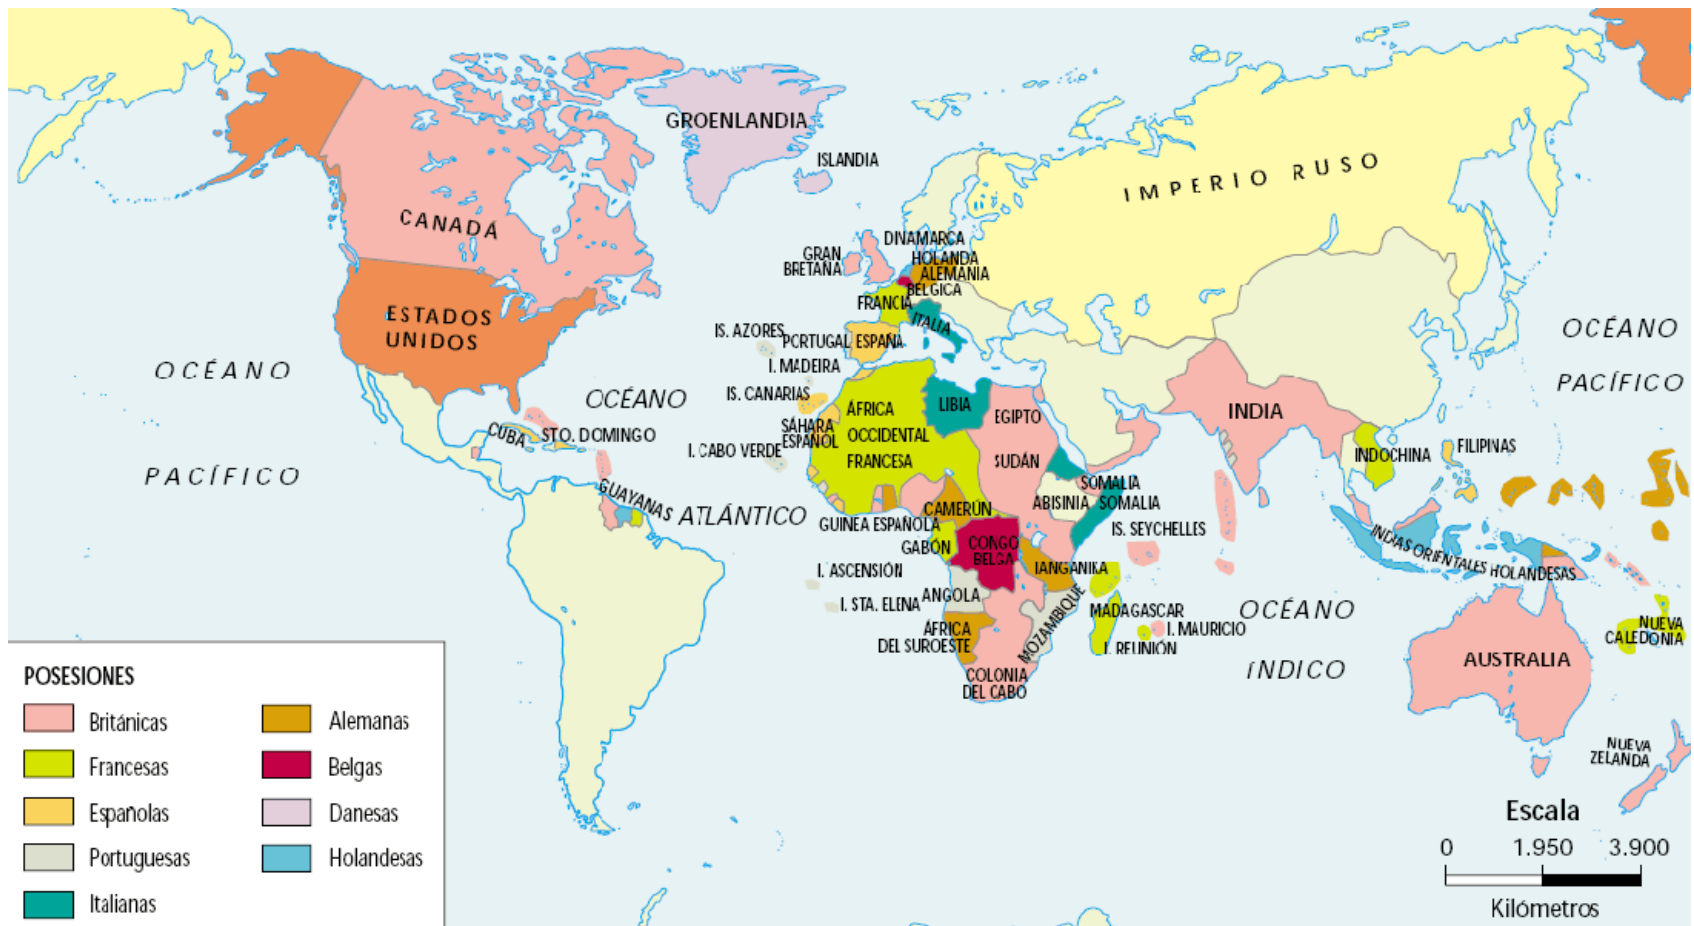 GROENLANDIA
ISLANDIA
IMPERIO RUSO
CANADÁ
DINAMARCA
GRAN
BRETAÑA
HOLANDA
ALEMANIA
BELGICA
FRANCIA
ITALIA
ESTADOS
UNIDOS
IS. AZORES
PORTUGAL
ESPAÑA
I. MADEIRA
OCÉANO
PACÍFICO
OCÉANO
ATLÁNTICO
OCÉANO
PACÍFICO
IS. CANARIAS
ÁFRICA
OCCIDENTAL
FRANCESA
LIBIA
EGIPTO
INDIA
CUBA
STO. DOMINGO
SÁHARA
ESPAÑOL
I. CABO VERDE
SUDÁN
INDOCHINA
FILIPINAS
GUAYANAS
SOMALIA
ABISINIA
SOMALIA
CAMERÚN
GUINEA ESPAÑOLA
IS. SEYCHELLES
GABÓN
CONGO
BELGA
INDIAS ORIENTALES HOLANDESAS
I. ASCENSIÓN
TANGANIKA
ANGOLA
I. STA. ELENA
MOZAMBIQUE
MADAGASCAR
OCÉANO
ÍNDICO
I. MAURICIO
I. REUNIÓN
ÁFRICA
DEL SUROESTE
NUEVA
CALEDONIA
COLONIA
DEL CABO
AUSTRALIA
NUEVA
ZELANDA
POSESIONES
Británicas
Francesas
Españolas
Portuguesas
Italianas
Alemanas
Belgas
Danesas
Holandesas
Escala
0 1.950 3.900
Kilómetros